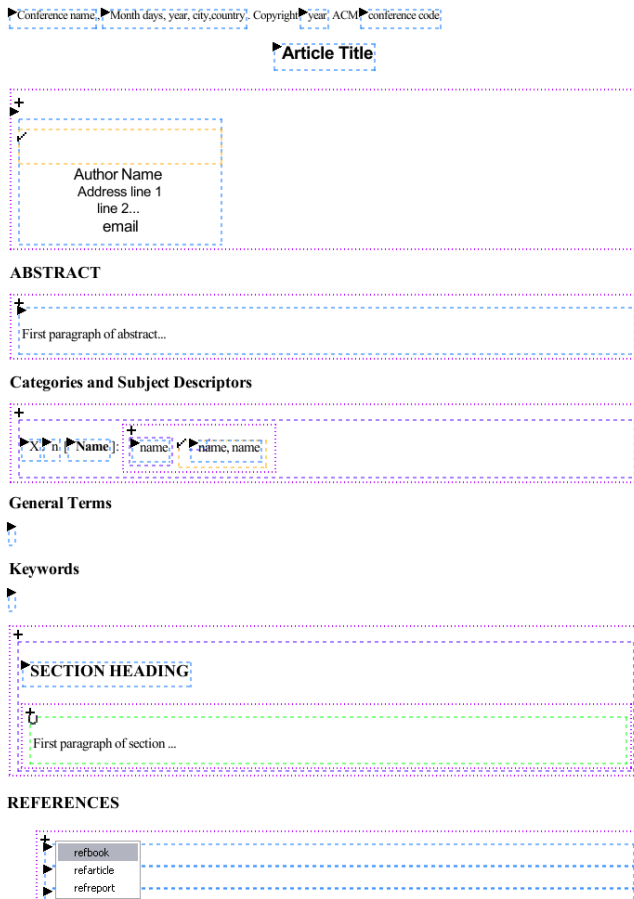 Conference name, Month days, year, city,country . Copyright year ACM conference code
Article Title
Author Name
Address line 1
line 2...
email
ABSTRACT
First paragraph of abstract...
Categories and Subject Descriptors
X n [ Name ]: name name, name
General Terms
Keywords
SECTION HEADING
First paragraph of section ...
REFERENCES
refbook
refarticle
refreport